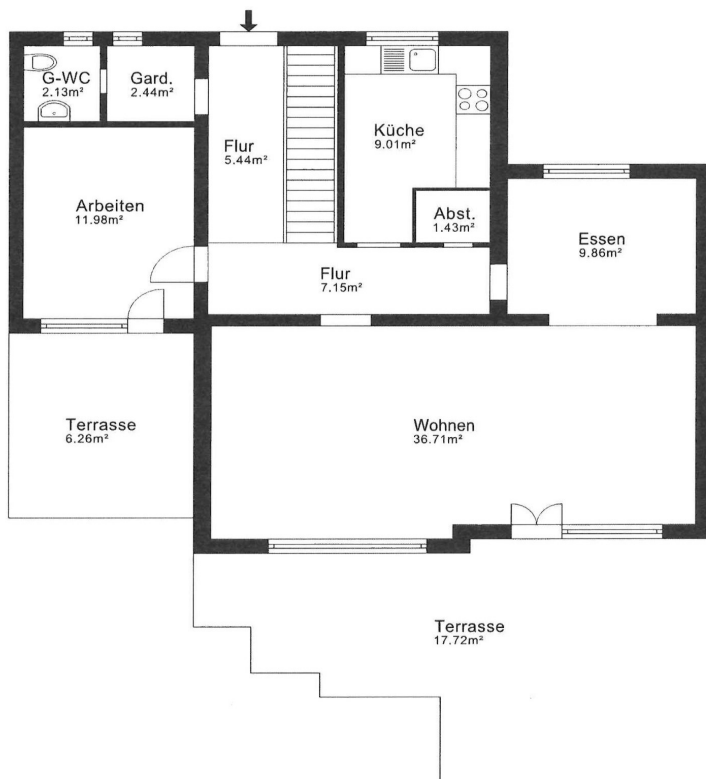 G-WC
2.13m²
Gard.
2.44m²
Flur
5.44m²
Küche
9.01m²
Arbeiten
11.98m²
Abst.
1.43m²
Essen
9.86m²
Flur
7.15m²
Terrasse
6.26m²
Wohnen
36.71m²
Terrasse
17.72m²